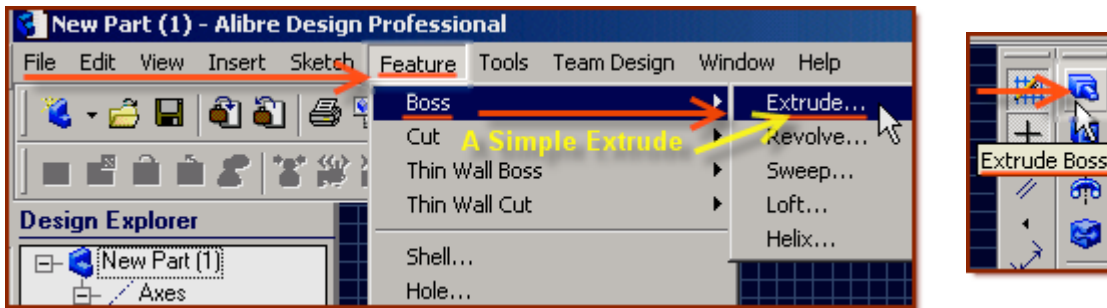 New Part (1) - Alibre Design Professional
File Edit View Insert Sketch Feature Tools Team Design Window Help
Boss
Cut
Thin Wall Boss
Thin Wall Cut
Shell...
Hole...
Extrude...
Revolve...
Sweep...
Loft...
Helix...
A Simple Extrude
Design Explorer
New Part (1)
Axes
Extrude Boss